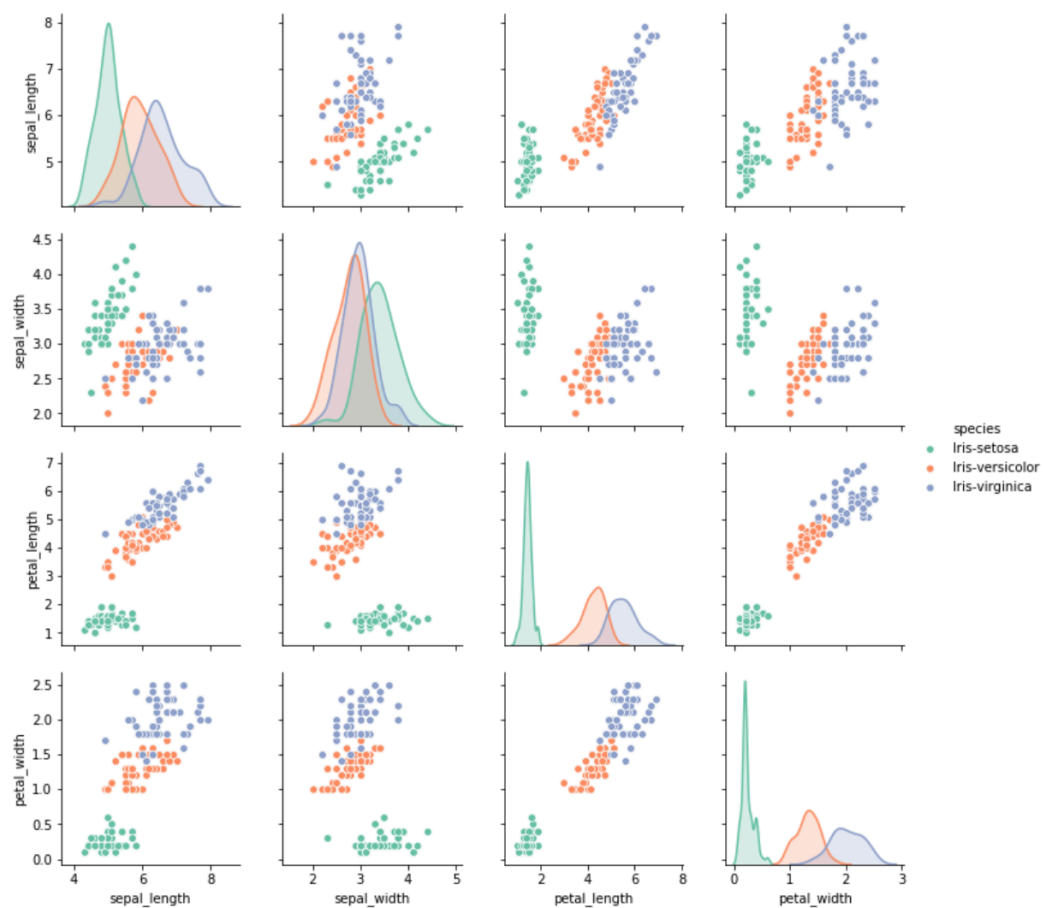 8
7
6
5
sepal_length
4.5
4.0
3.5
3.0
2.5
2.0
sepal_width
species
Iris-setosa
Iris-versicolor
Iris-virginica
7
6
5
4
3
2
1
petal_length
2.5
2.0
1.5
1.0
0.5
0.0
petal_width
4 6 8
sepal_length
2 3 4 5
sepal_width
2 4 6 8
petal_length
0 1 2 3
petal_width